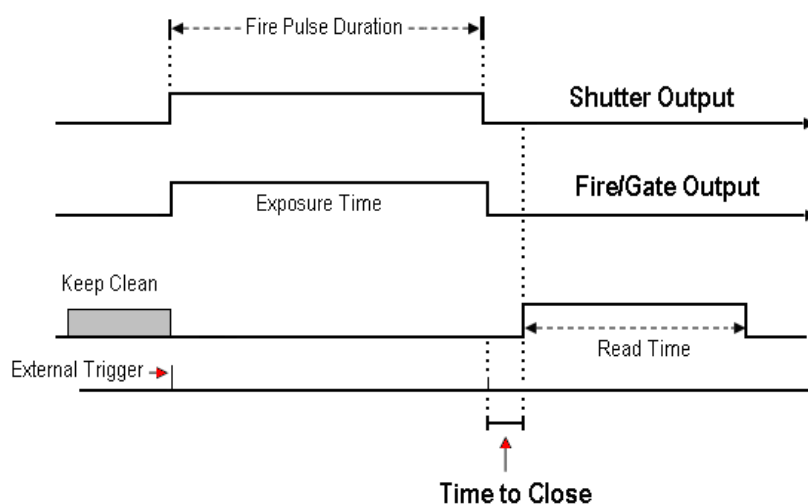 Fire Pulse Duration
Shutter Output
Fire/Gate Output
Exposure Time
Keep Clean
Read Time
External Trigger
Time to Close